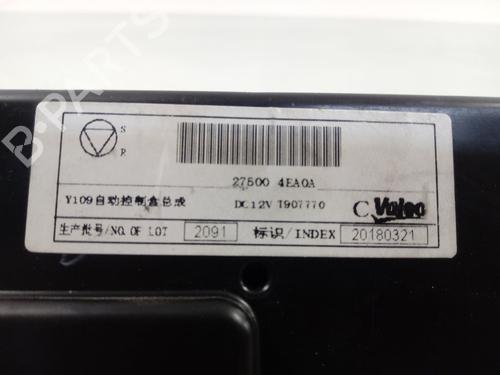 S
R
27500 4EA0A
Y109自动控制盒总成 DC12V T907770
C Valeo
生产批号/NO.OF LOT 2091 标识/INDEX 20180321
B-PARTS